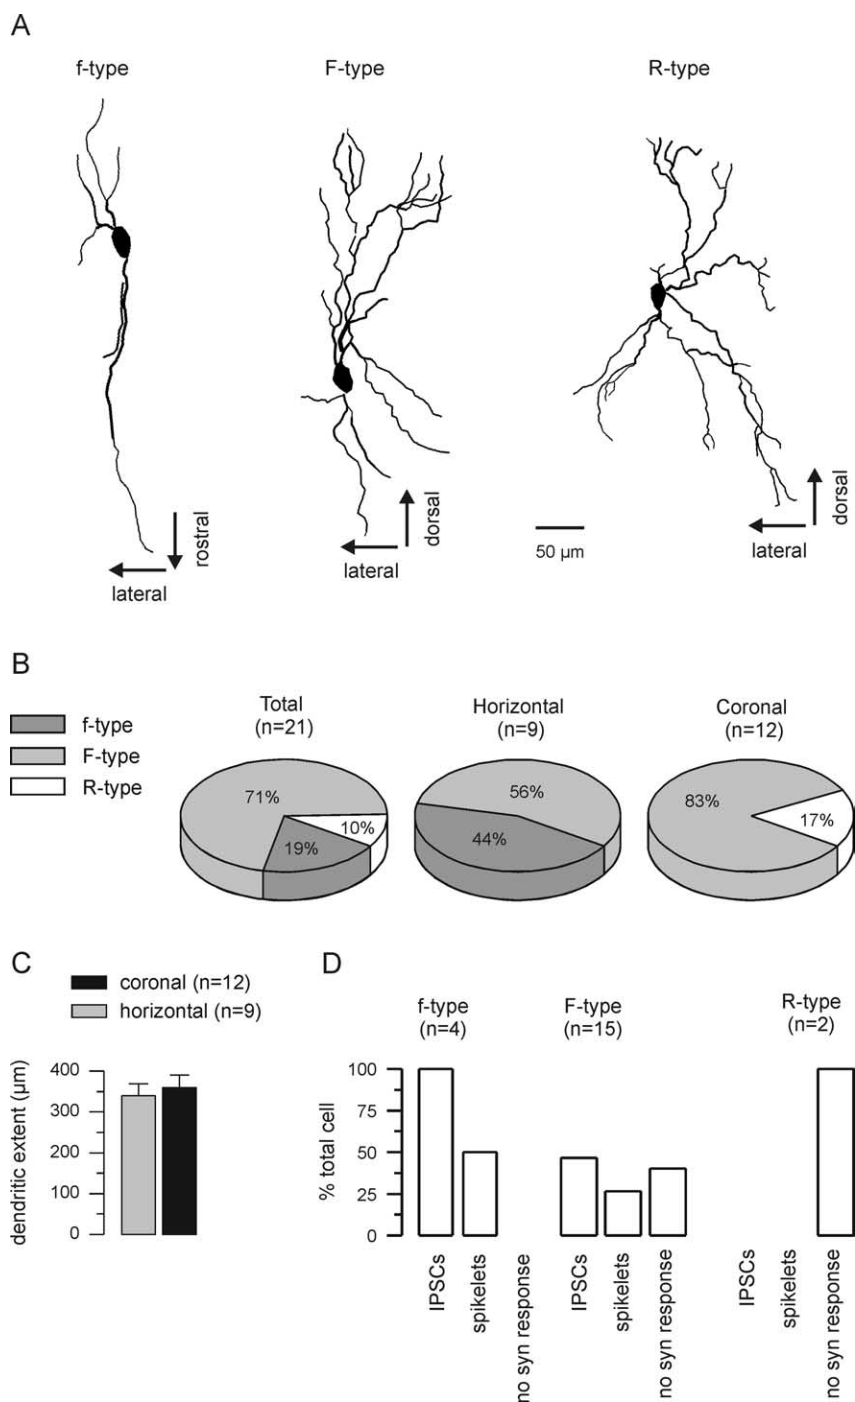 A
f-type
F-type
R-type
rostral
lateral
dorsal
lateral
50 µm
dorsal
lateral
B
f-type
F-type
R-type
Total
(n=21)
Horizontal
(n=9)
Coronal
(n=12)
71%
10%
19%
56%
44%
83%
17%
C
coronal (n=12)
horizontal (n=9)
dendritic extent (µm)
400
300
200
100
0
D
f-type
(n=4)
F-type
(n=15)
R-type
(n=2)
% total cell
100
75
50
25
0
IPSCs
spikelets
no syn response
IPSCs
spikelets
no syn response
IPSCs
spikelets
no syn response